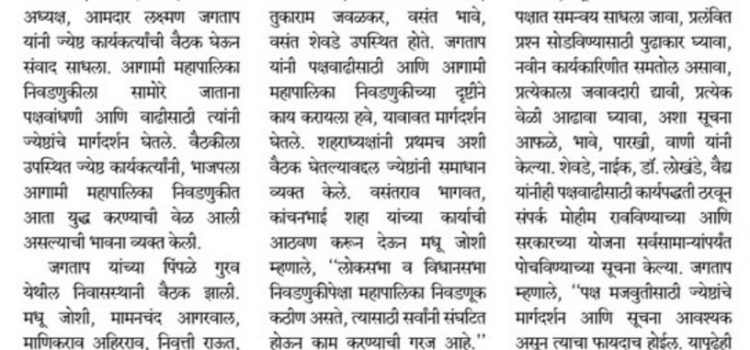 अध्यक्ष, आमदार लक्ष्मण जगताप
यांनी ज्येष्ठ कार्यकर्त्यांची बैठक घेऊन
संवाद साधला. आगामी महापालिका
निवडणुकीला सामोरे जाताना
पक्षबांधणी आणि वाढीसाठी त्यांनी
ज्येष्ठांचे मार्गदर्शन घेतले. बैठकीला
उपस्थित ज्येष्ठ कार्यकर्त्यांनी, भाजपला
आगामी महापालिका निवडणुकीत
आता युद्ध करण्याची वेळ आली
असल्याची भावना व्यक्त केली.
जगताप यांच्या पिंपळे गुरव
येथील निवासस्थानी बैठक झाली.
मधू जोशी, मामनचंद आगरवाल,
माणिकराव अहिरराव, निवृत्ती राऊत,
तुकाराम जवळकर, वसंत भावे,
वसंत शेवडे उपस्थित होते. जगताप
यांनी पक्षवाढीसाठी आणि आगामी
महापालिका निवडणुकीच्या दृष्टीने
काय करायला हवे, याबावत मार्गदर्शन
घेतले. शहराध्यक्षांनी प्रथमच अशी
बैठक घेतल्याबद्दल ज्येष्ठांनी समाधान
व्यक्त केले. वसंतराव भागवत,
कांचनभाई शहा यांच्या कार्याची
आठवण करून देऊन मधू जोशी
म्हणाले, ''लोकसभा व विधानसभा
निवडणुकीपेक्षा महापालिका निवडणूक
कठीण असते, त्यासाठी सर्वांनी संघटित
होऊन काम करण्याची गरज आहे.''
पक्षात समन्वय साधला जावा, प्रलंबित
प्रश्न सोडविण्यासाठी पुढाकार घ्यावा,
नवीन कार्यकारिणीत समतोल असावा,
प्रत्येकाला जवाबदारी द्यावी, प्रत्येक
वेळी आढावा घ्यावा, अशा सूचना
आफळे, भावे, पारखी, वाणी यांनी
केल्या. शेवडे, नाईक, डॉ. लोखंडे, वैद्य
यांनीही पक्षवाढीसाठी कार्यपद्धती ठरवून
संपर्क मोहीम राबविण्याच्या आणि
सरकारच्या योजना सर्वसामान्यांपर्यंत
पोचविण्याच्या सूचना केल्या. जगताप
म्हणाले, ''पक्ष मजबुतीसाठी ज्येष्ठांचे
मार्गदर्शन आणि सूचना आवश्यक
असून त्याचा फायदाच होईल. यापुढेही